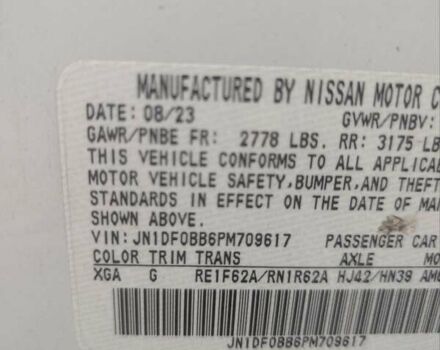 MANUFACTURED BY NISSAN MOTOR C
DATE: 08/23 GVWR/PNBV:
GAWR/PNBE FR: 2778 LBS. RR: 3175 LB
THIS VEHICLE CONFORMS TO ALL APPLICA
MOTOR VEHICLE SAFETY,BUMPER,AND THEFT
STANDARDS IN EFFECT ON THE DATE OF MA
SHOWN ABOVE.
VIN: JN1DF0BB6PM709617 PASSENGER CAR
COLOR TRIM TRANS AXLE MO
XGA G RE1F62A/RN1R62A HJ42/HN39 AM6
JN1DF0BB6PM709617